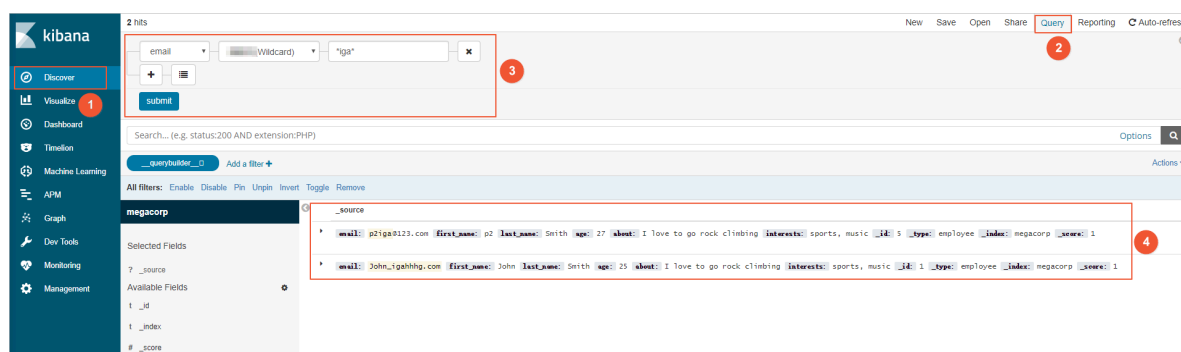 2 hits
New Save Open Share Query Reporting Auto-refres
kibana
email Wildcard) *iga*
2
3
Discover
submit
Visualize
1
Dashboard
Search... (e.g. status:200 AND extension:PHP) Options
Timelion
__querybuilder__ Add a filter + Actions
Machine Learning
All filters: Enable Disable Pin Unpin Invert Toggle Remove
APM
megacorp
_source
Graph
email: p2iga@123.com first_name: p2 last_name: Smith age: 27 about: I love to go rock climbing interests: sports, music _id: 5 _type: employee _index: megacorp _score: 1
4
Dev Tools
Selected Fields
Monitoring
? _source
email: John_igahhhg.com first_name: John last_name: Smith age: 25 about: I love to go rock climbing interests: sports, music _id: 1 _type: employee _index: megacorp _score: 1
Management
Available Fields
t _id
t _index
# _score